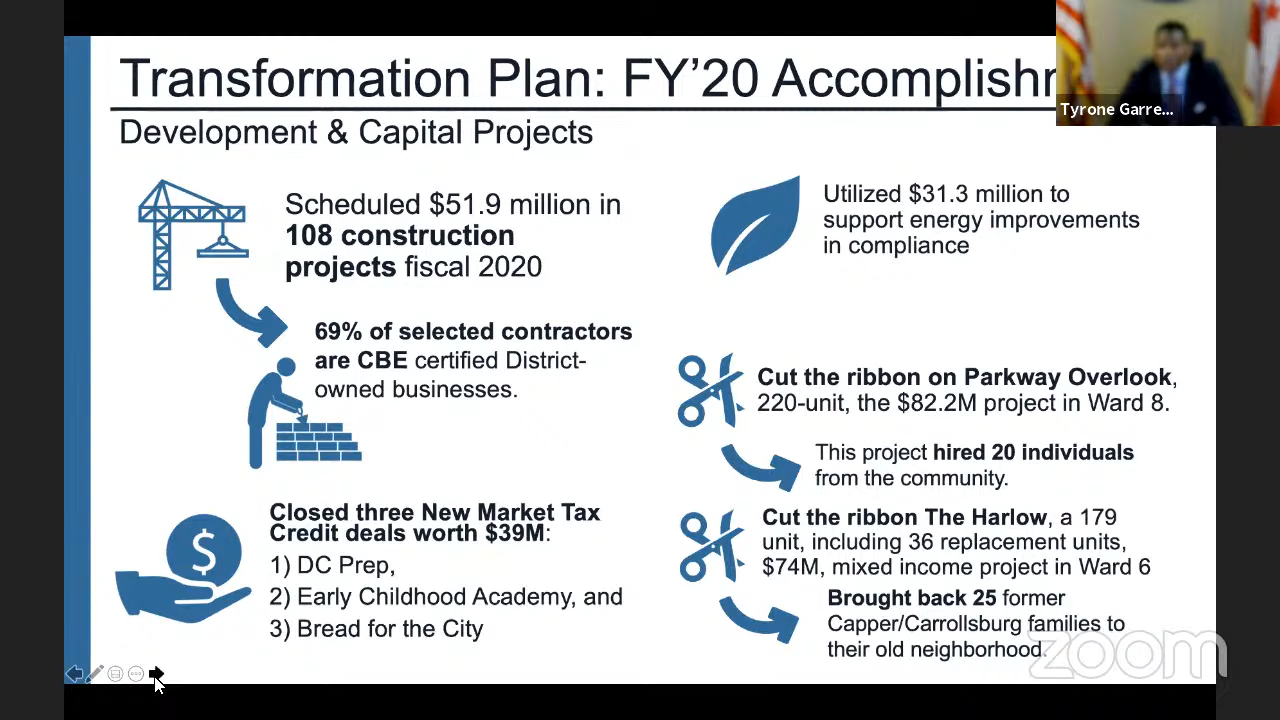 Transformation Plan: FY'20 Accomplishm
Tyrone Garre...
Development & Capital Projects
Scheduled $51.9 million in
108 construction
projects fiscal 2020
69% of selected contractors
are CBE certified District-
owned businesses.
Closed three New Market Tax
Credit deals worth $39M:
1) DC Prep,
2) Early Childhood Academy, and
3) Bread for the City
Utilized $31.3 million to
support energy improvements
in compliance
Cut the ribbon on Parkway Overlook,
220-unit, the $82.2M project in Ward 8.
This project hired 20 individuals
from the community.
Cut the ribbon The Harlow, a 179
unit, including 36 replacement units,
$74M, mixed income project in Ward 6
Brought back 25 former
Capper/Carrollsburg families to
their old neighborhood.
zoom